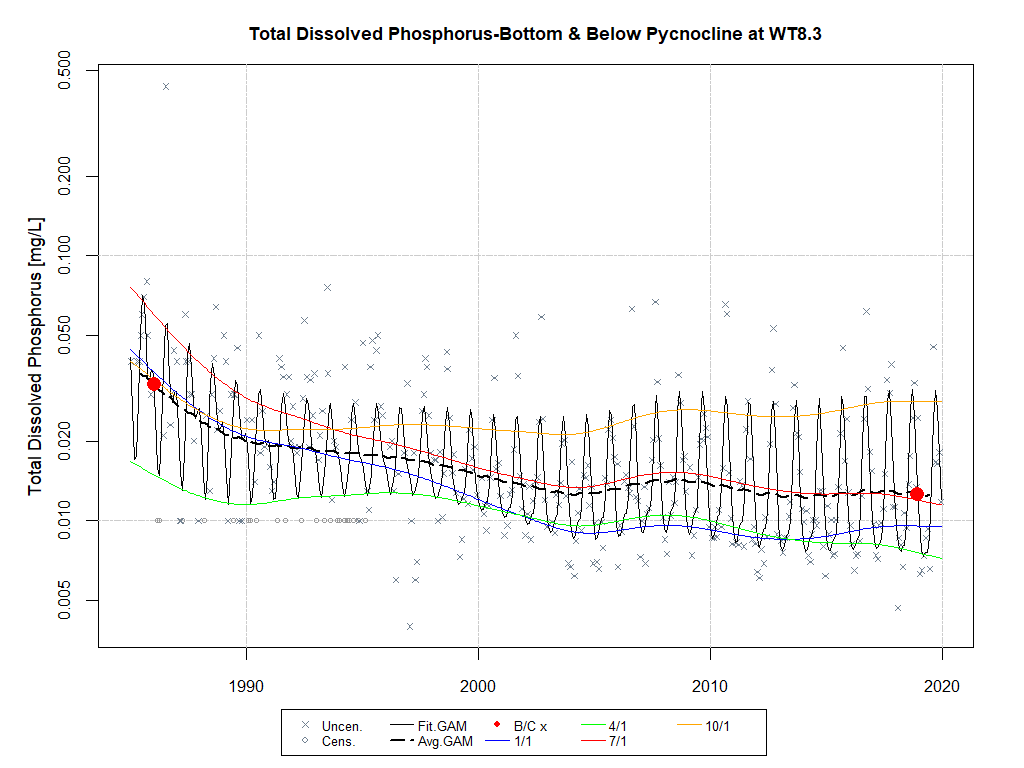 Total Dissolved Phosphorus-Bottom & Below Pycnocline at WT8.3
Total Dissolved Phosphorus [mg/L]
0.500
0.200
0.100
0.050
0.020
0.010
0.005
1990 2000 2010 2020
Uncen. Fit.GAM B/C x 4/1 10/1
Cens. Avg.GAM 1/1 7/1